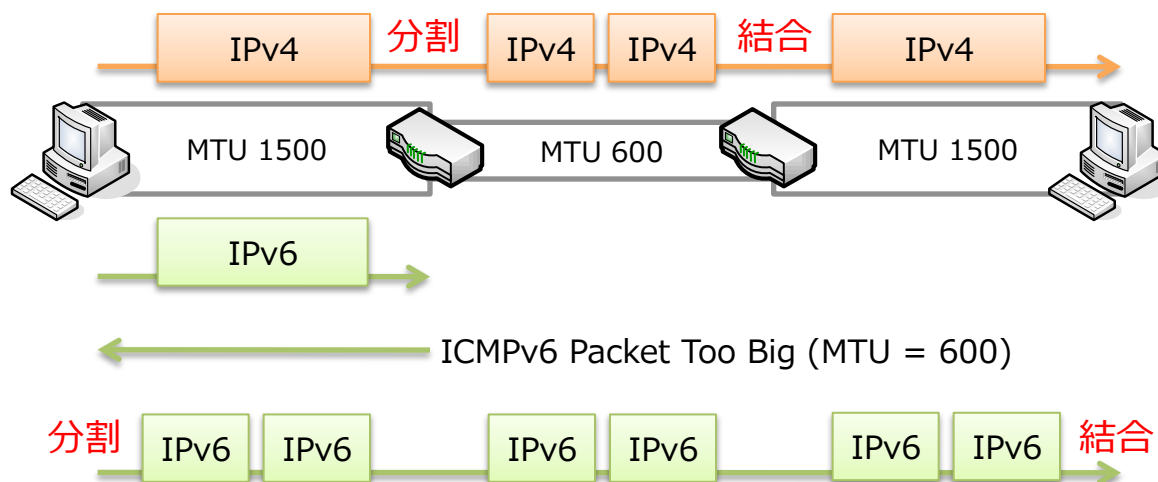 IPv4 分割 IPv4 IPv4 結合 IPv4
MTU 1500 MTU 600 MTU 1500
IPv6
ICMPv6 Packet Too Big (MTU = 600)
分割 IPv6 IPv6 IPv6 IPv6 IPv6 IPv6 結合